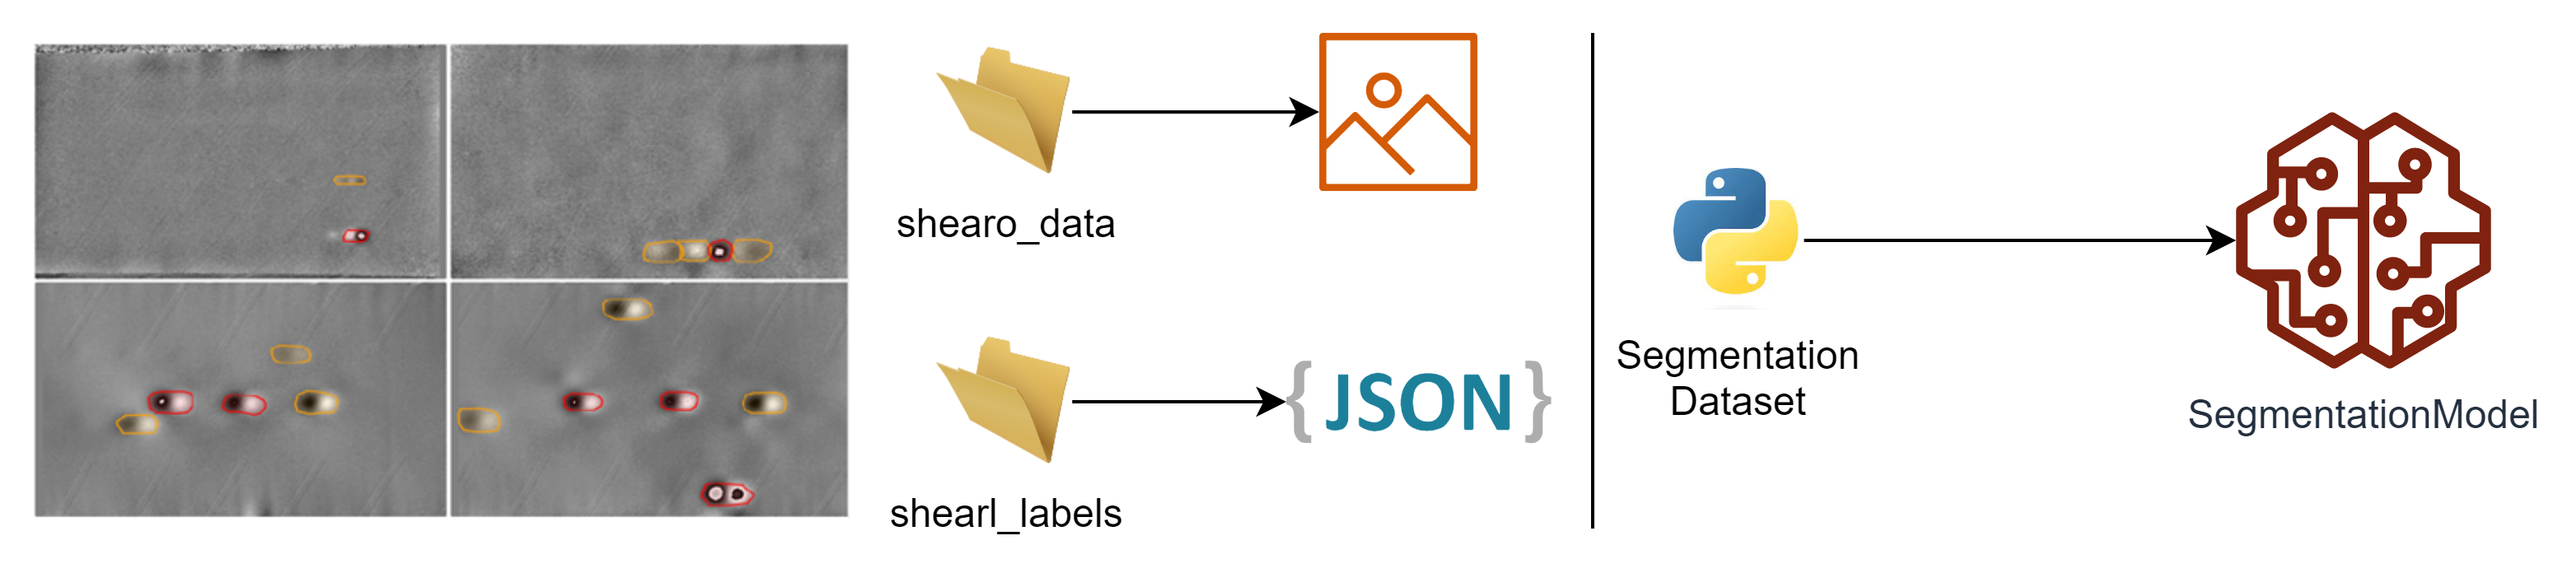 shearo_data
shearl_labels
{JSON}
Segmentation
Dataset
SegmentationModel